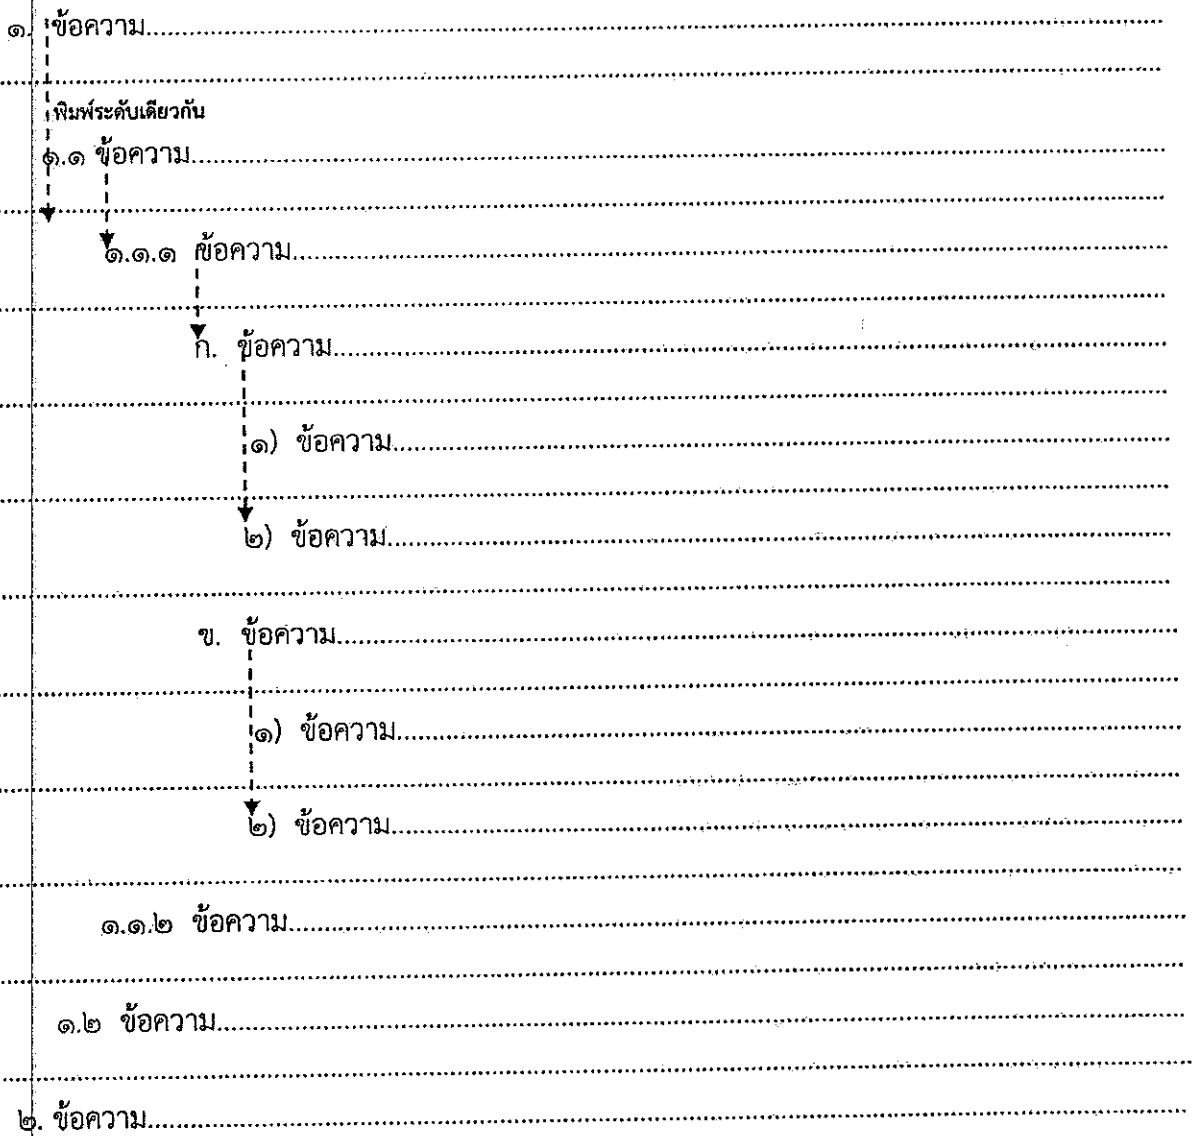 ๑. ข้อความ
พิมพ์ระดับเดียวกัน
๑.๑ ข้อความ
๑.๑.๑ ข้อความ
ก. ข้อความ
๑) ข้อความ
๒) ข้อความ
ข. ข้อความ
๑) ข้อความ
๒) ข้อความ
๑.๑.๒ ข้อความ
๑.๒ ข้อความ
๒. ข้อความ